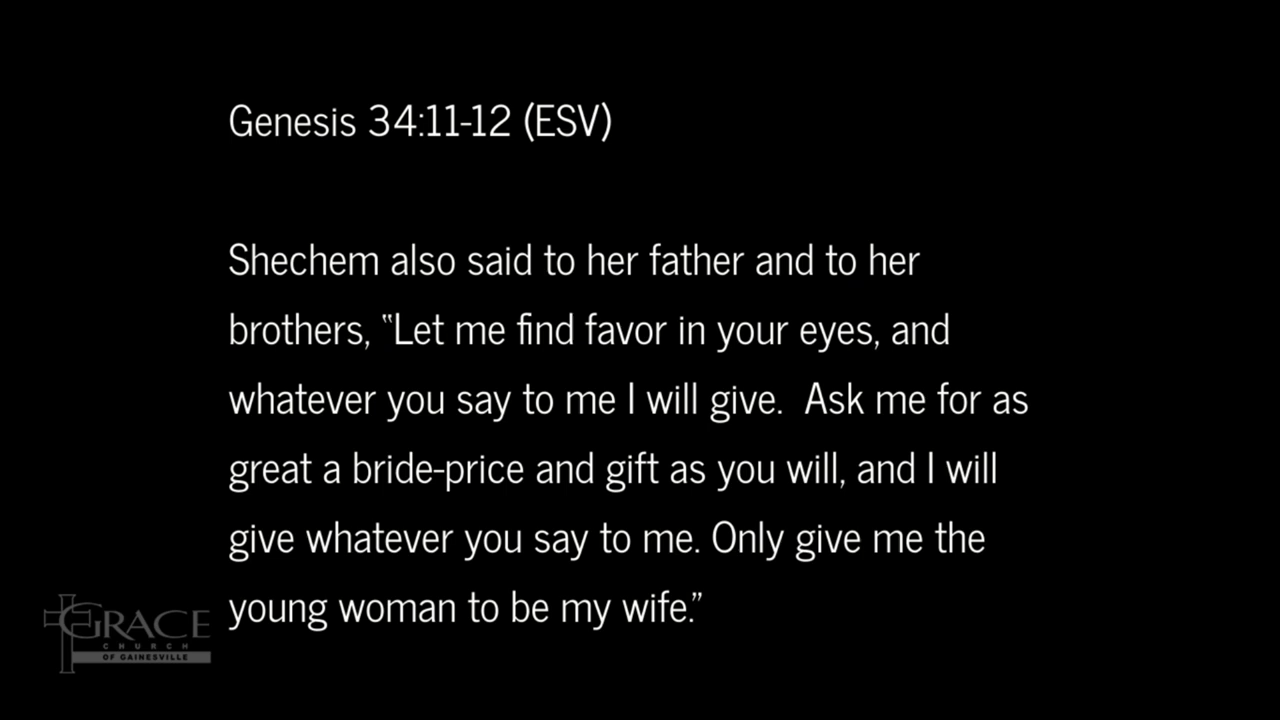 Genesis 34:11-12 (ESV)
Shechem also said to her father and to her
brothers, “Let me find favor in your eyes, and
whatever you say to me I will give.  Ask me for as
great a bride-price and gift as you will, and I will
give whatever you say to me. Only give me the
young woman to be my wife.”
GRACE
CHURCH
OF GAINESVILLE